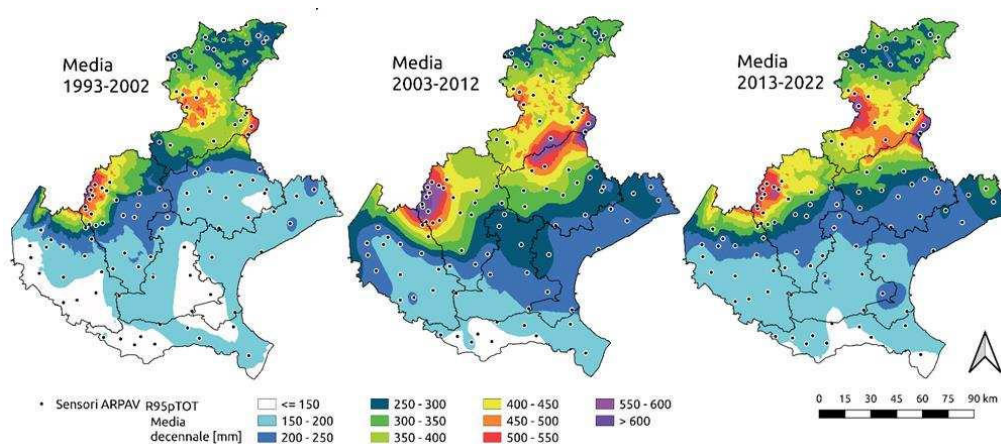 Media
1993-2002
Media
2003-2012
Media
2013-2022
Sensori ARPAV
R95pTOT
Media
decennale [mm]
<= 150
150 - 200
200 - 250
250 - 300
300 - 350
350 - 400
400 - 450
450 - 500
500 - 550
550 - 600
> 600
0 15 30 45 60 75 90 km